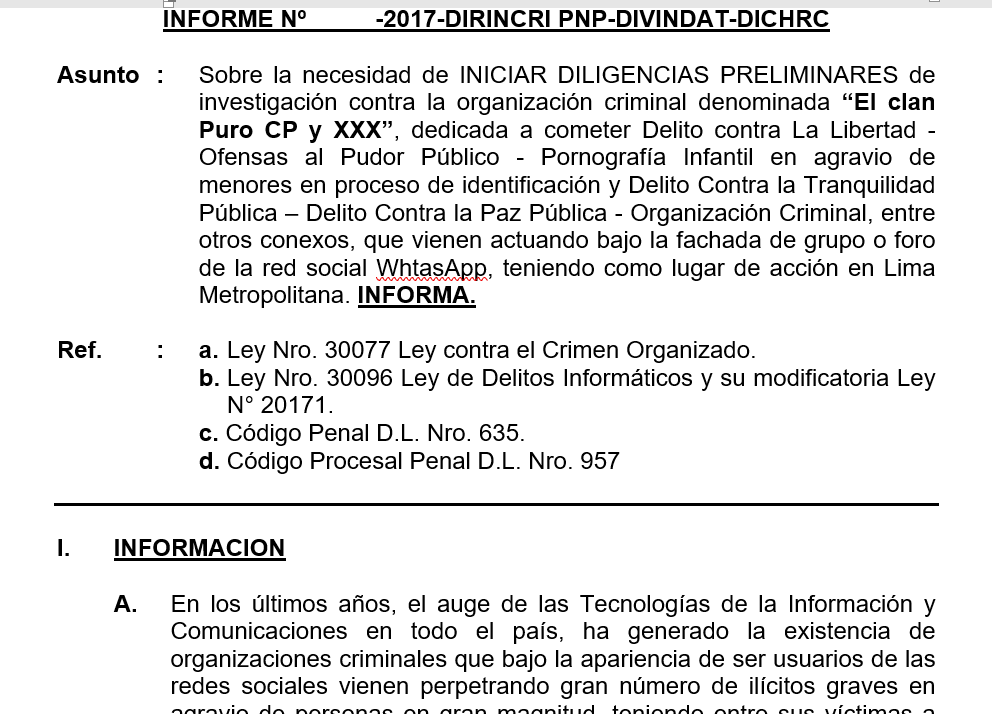 INFORME Nº -2017-DIRINCRI PNP-DIVINDAT-DICHRC
Asunto : Sobre la necesidad de INICIAR DILIGENCIAS PRELIMINARES de
investigación contra la organización criminal denominada “El clan
Puro CP y XXX”, dedicada a cometer Delito contra La Libertad -
Ofensas al Pudor Público - Pornografía Infantil en agravio de
menores en proceso de identificación y Delito Contra la Tranquilidad
Pública – Delito Contra la Paz Pública - Organización Criminal, entre
otros conexos, que vienen actuando bajo la fachada de grupo o foro
de la red social WhtasApp, teniendo como lugar de acción en Lima
Metropolitana. INFORMA.
Ref. : a. Ley Nro. 30077 Ley contra el Crimen Organizado.
b. Ley Nro. 30096 Ley de Delitos Informáticos y su modificatoria Ley
N° 20171.
c. Código Penal D.L. Nro. 635.
d. Código Procesal Penal D.L. Nro. 957
I. INFORMACION
A. En los últimos años, el auge de las Tecnologías de la Información y
Comunicaciones en todo el país, ha generado la existencia de
organizaciones criminales que bajo la apariencia de ser usuarios de las
redes sociales vienen perpetrando gran número de ilícitos graves en
agravio de personas en gran magnitud, teniendo entre sus víctimas a